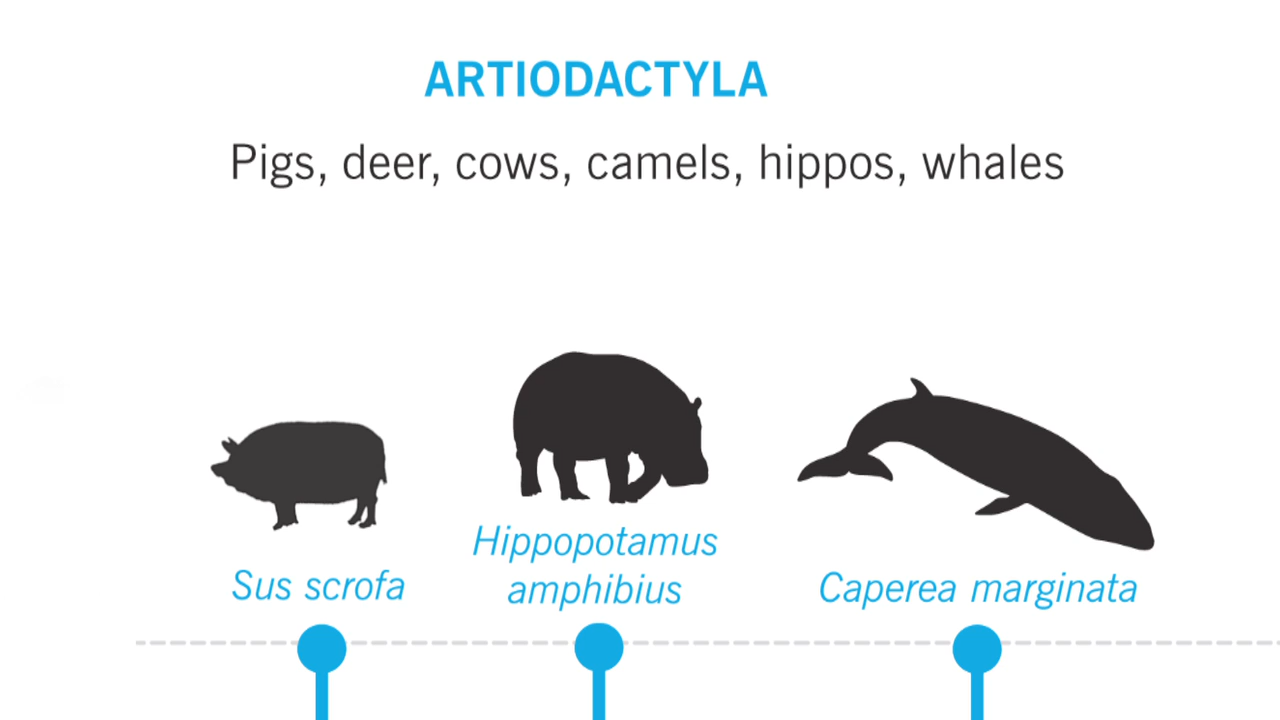 ARTIODACTYLA
Pigs, deer, cows, camels, hippos, whales
Hippopotamus
amphibius
Sus scrofa
Caperea marginata